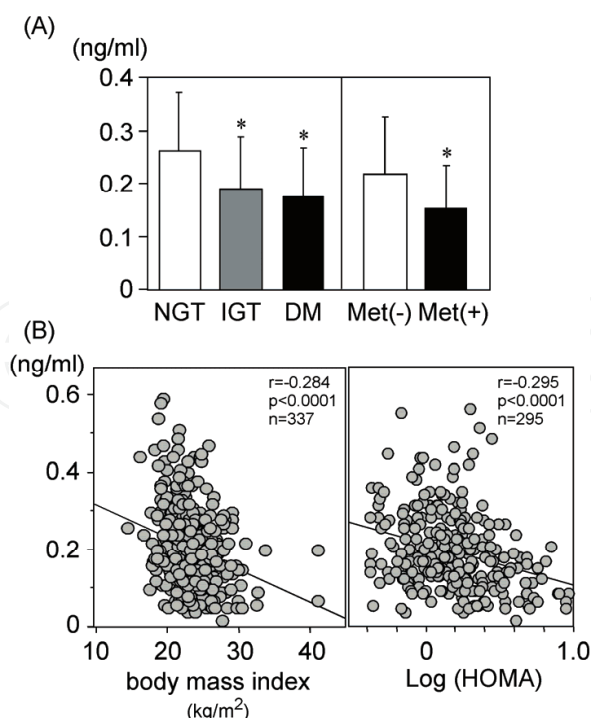 (A)
(ng/ml)
0.4
0.3
0.2
0.1
0
* * *
NGT IGT DM Met(-) Met(+)
(B)
(ng/ml)
0.6
0.4
0.2
0
r=-0.284
p<0.0001
n=337
r=-0.295
p<0.0001
n=295
10 20 30 40 0 1.0
body mass index
(kg/m²)
Log (HOMA)